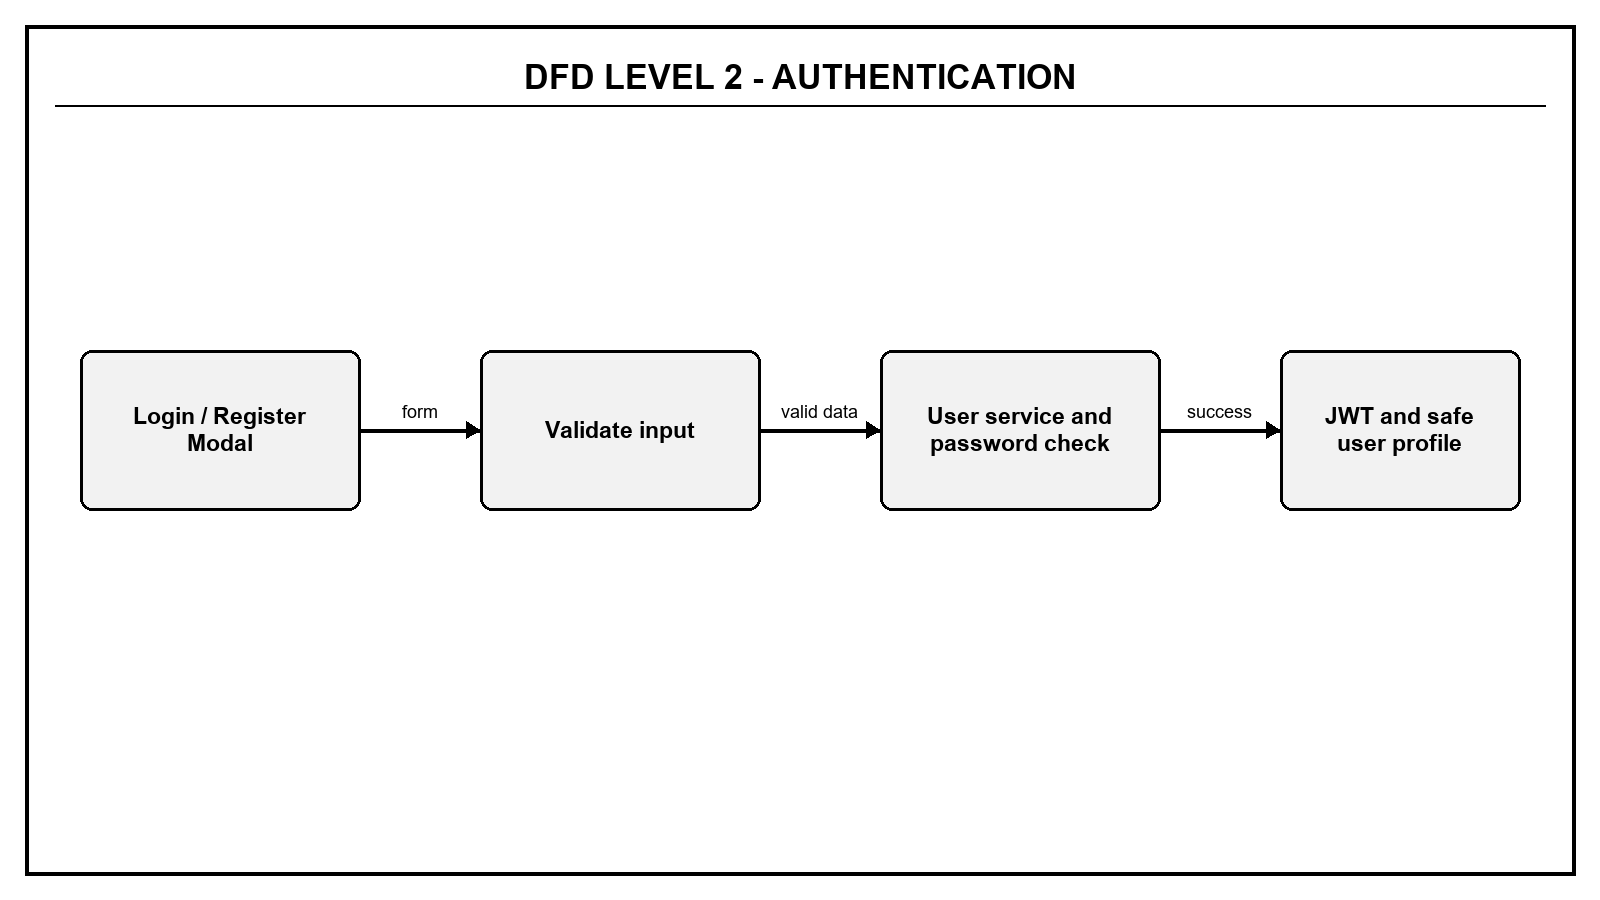 DFD LEVEL 2 - AUTHENTICATION
Login / Register
Modal
form
Validate input
valid data
User service and
password check
success
JWT and safe
user profile